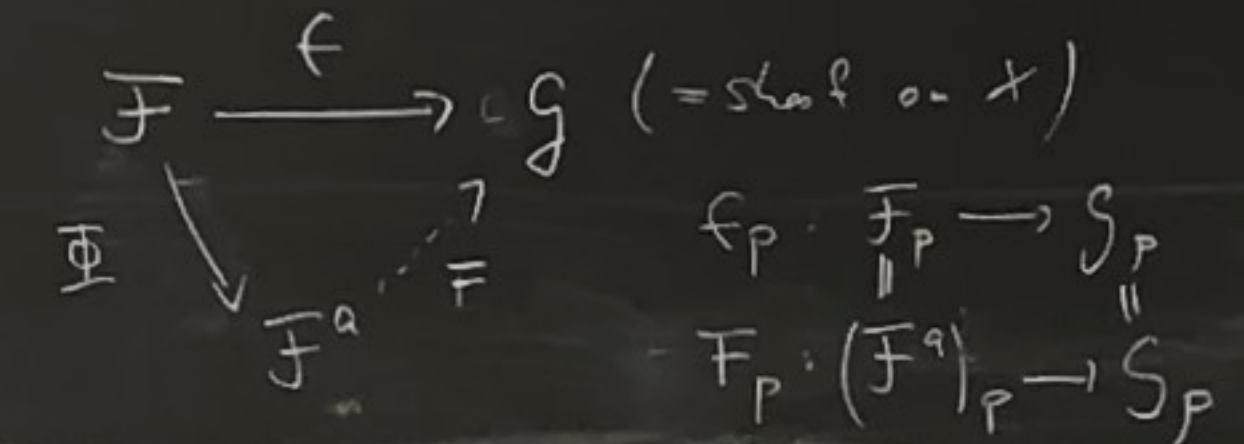 f
F → G (= sheaf on X)
Φ F f_p : F_p → G_p
|| ||
F^a F_p : (F^a)_p → G_p